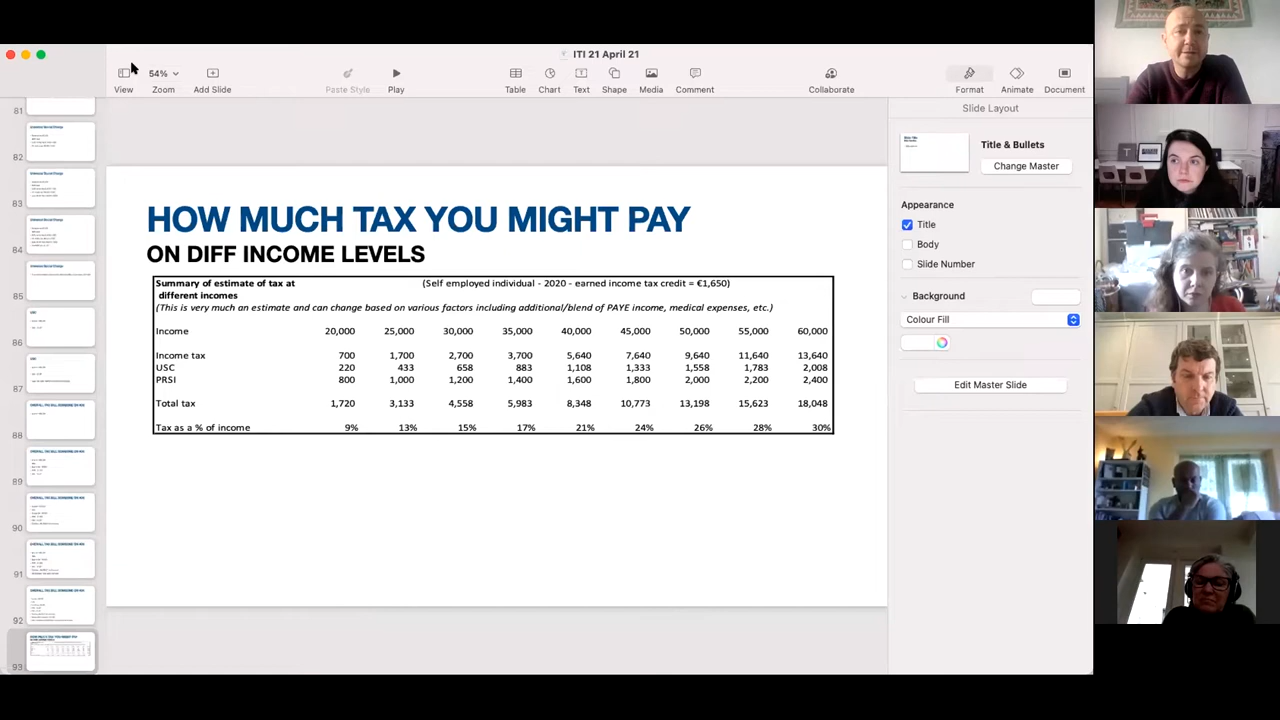 ITI 21 April 21
54%
View
Zoom
Add Slide
Paste Style
Play
Table
Chart
Text
Shape
Media
Comment
Collaborate
Format
Animate
Document
81
82
83
84
85
86
87
88
89
90
91
92
93
HOW MUCH TAX YOU MIGHT PAY
ON DIFF INCOME LEVELS
Summary of estimate of tax at (Self employed individual - 2020 - earned income tax credit = €1,650)
different incomes
(This is very much an estimate and can change based on various factors including additional/blend of PAYE income, medical expenses, etc.)
Income 20,000 25,000 30,000 35,000 40,000 45,000 50,000 55,000 60,000
Income tax 700 1,700 2,700 3,700 5,640 7,640 9,640 11,640 13,640
USC 220 433 658 883 1,108 1,333 1,558 1,783 2,008
PRSI 800 1,000 1,200 1,400 1,600 1,800 2,000 2,200 2,400
Total tax 1,720 3,133 4,558 5,983 8,348 10,773 13,198 15,623 18,048
Tax as a % of income 9% 13% 15% 17% 21% 24% 26% 28% 30%
Slide Layout
Title & Bullets
Change Master
Appearance
Title
Body
Slide Number
Background
Colour Fill
Edit Master Slide